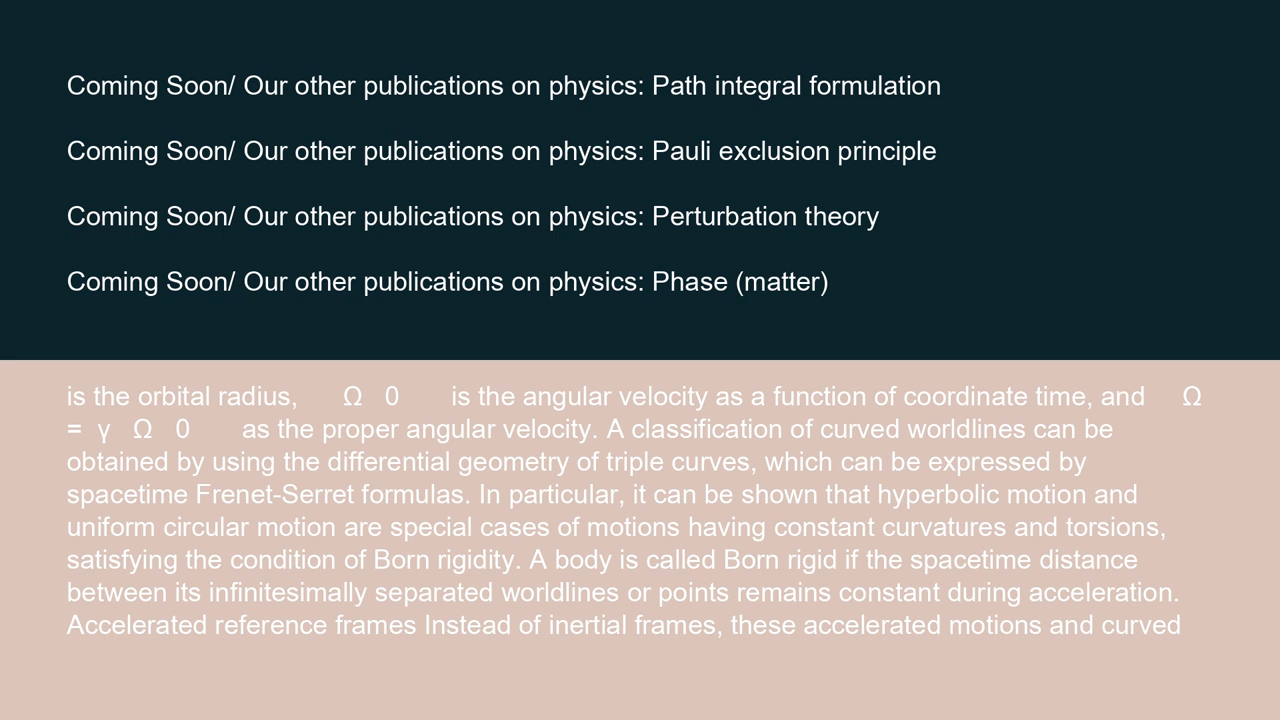 Coming Soon/ Our other publications on physics: Path integral formulation
Coming Soon/ Our other publications on physics: Pauli exclusion principle
Coming Soon/ Our other publications on physics: Perturbation theory
Coming Soon/ Our other publications on physics: Phase (matter)
is the orbital radius, Ω 0 is the angular velocity as a function of coordinate time, and Ω
= γ Ω 0 as the proper angular velocity. A classification of curved worldlines can be
obtained by using the differential geometry of triple curves, which can be expressed by
spacetime Frenet-Serret formulas. In particular, it can be shown that hyperbolic motion and
uniform circular motion are special cases of motions having constant curvatures and torsions,
satisfying the condition of Born rigidity. A body is called Born rigid if the spacetime distance
between its infinitesimally separated worldlines or points remains constant during acceleration.
Accelerated reference frames Instead of inertial frames, these accelerated motions and curved